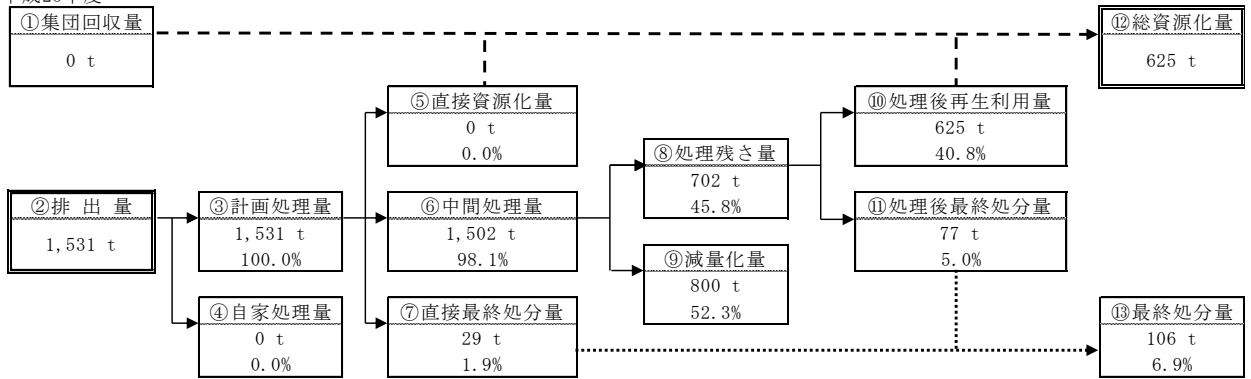 ①集団回収量
0 t
⑫総資源化量
625 t
⑤直接資源化量
0 t
0.0%
⑩処理後再生利用量
625 t
40.8%
⑧処理残さ量
702 t
45.8%
②排 出 量
1,531 t
③計画処理量
1,531 t
100.0%
⑥中間処理量
1,502 t
98.1%
⑪処理後最終処分量
77 t
5.0%
⑨減量化量
800 t
52.3%
④自家処理量
0 t
0.0%
⑦直接最終処分量
29 t
1.9%
⑬最終処分量
106 t
6.9%